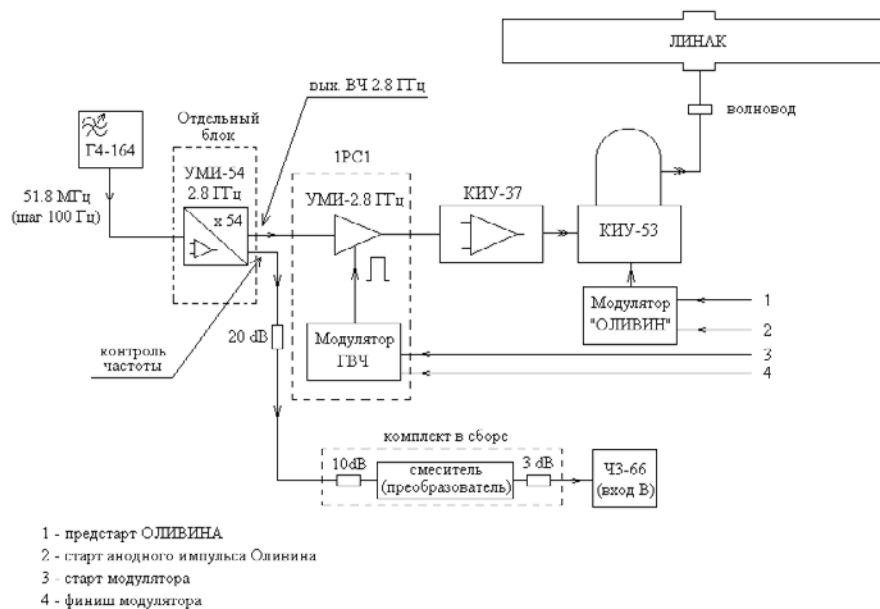 ЛИНАК
вых. ВЧ 2.8 ГГц
волновод
Отдельный
блок
Г4-164
УМИ-54
2.8 ГГц
1РС1
51.8 МГц
(шаг 100 Гц)
x 54
УМИ-2.8 ГГц
КИУ-37
КИУ-53
Модулятор
"ОЛИВИН"
1
2
20 dB
Модулятор
ГВЧ
3
4
контроль
частоты
комплект в сборе
10dB
смеситель
(преобразователь)
3 dB
ЧЗ-66
(вход В)
1 - предстарт ОЛИВИНА
2 - старт анодного импульса Оливина
3 - старт модулятора
4 - финиш модулятора